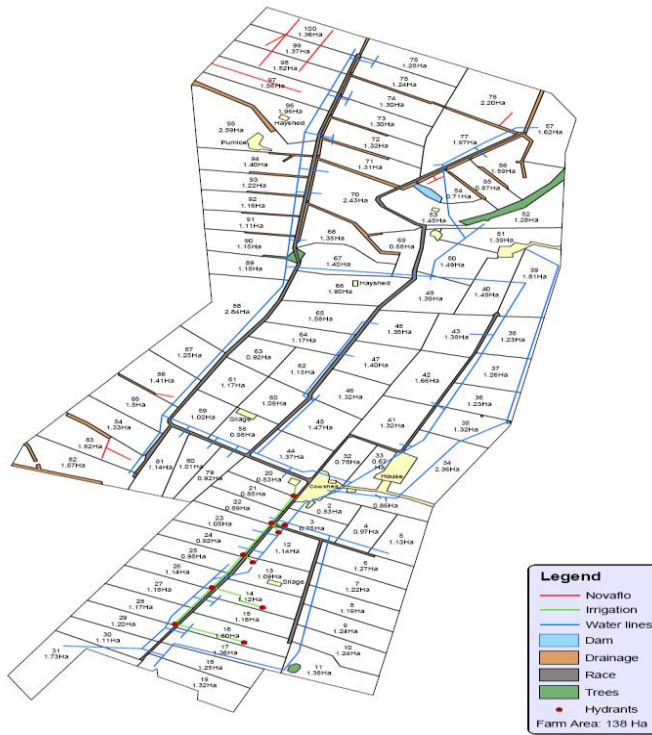 100
1.36Ha
99
1.37Ha
98
1.52Ha
97
1.56Ha
96
1.96Ha
Hayshed
95
2.59Ha
Pumice
94
1.40Ha
93
1.22Ha
92
1.16Ha
91
1.11Ha
90
1.15Ha
89
1.18Ha
88
2.84Ha
87
1.25Ha
86
1.41Ha
85
1.5Ha
84
1.33Ha
83
1.62Ha
82
1.87Ha
81
1.14Ha
80
1.01Ha
79
0.92Ha
76
1.28Ha
75
1.24Ha
74
1.30Ha
73
1.30Ha
72
1.32Ha
71
1.31Ha
70
2.43Ha
78
2.20Ha
77
1.97Ha
57
1.62Ha
56
1.59Ha
55
0.87Ha
54
0.71Ha
53
1.45Ha
52
1.28Ha
51
1.39Ha
50
1.49Ha
69
0.88Ha
68
1.35Ha
67
1.40Ha
66
1.90Ha
Hayshed
65
1.58Ha
64
1.17Ha
63
0.92Ha
62
1.13Ha
61
1.17Ha
60
1.09Ha
59
1.02Ha
Silage
58
0.98Ha
49
1.39Ha
48
1.38Ha
47
1.40Ha
46
1.32Ha
45
1.47Ha
44
1.37Ha
43
1.38Ha
42
1.66Ha
41
1.32Ha
40
1.49Ha
39
1.81Ha
38
1.23Ha
37
1.26Ha
36
1.23Ha
35
1.32Ha
34
2.36Ha
33
0.67
Ha
32
0.78Ha
House
Cowshed
1
0.86Ha
2
0.83Ha
3
0.75Ha
4
0.97Ha
5
1.13Ha
6
1.27Ha
7
1.22Ha
8
1.19Ha
9
1.24Ha
10
1.24Ha
11
1.38Ha
12
1.14Ha
13
1.09Ha
Silage
14
1.12Ha
15
1.18Ha
16
1.60Ha
17
1.36Ha
18
1.25Ha
19
1.32Ha
20
0.83Ha
21
0.85Ha
22
0.89Ha
23
1.08Ha
24
0.92Ha
25
0.98Ha
26
1.14Ha
27
1.18Ha
28
1.17Ha
29
1.20Ha
30
1.11Ha
31
1.73Ha
Legend
Novaflo
Irrigation
Water lines
Dam
Drainage
Race
Trees
Hydrants
Farm Area: 138 Ha